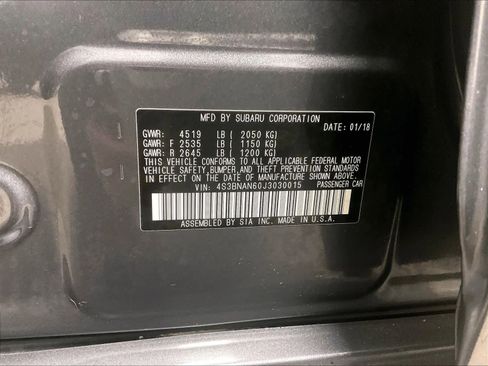 MFD BY SUBARU CORPORATION
DATE: 01/18
GVWR: 4519 LB ( 2050 KG)
GAWR: F 2535 LB ( 1150 KG)
GAWR: R 2645 LB ( 1200 KG)
THIS VEHICLE CONFORMS TO ALL APPLICABLE FEDERAL MOTOR
VEHICLE SAFETY, BUMPER, AND THEFT PREVENTION STANDARDS
IN EFFECT ON THE DATE OF MANUFACTURE SHOWN ABOVE.
VIN: 4S3BNAN60J3030015 PASSENGER CAR
ASSEMBLED BY SIA INC. MADE IN U.S.A.